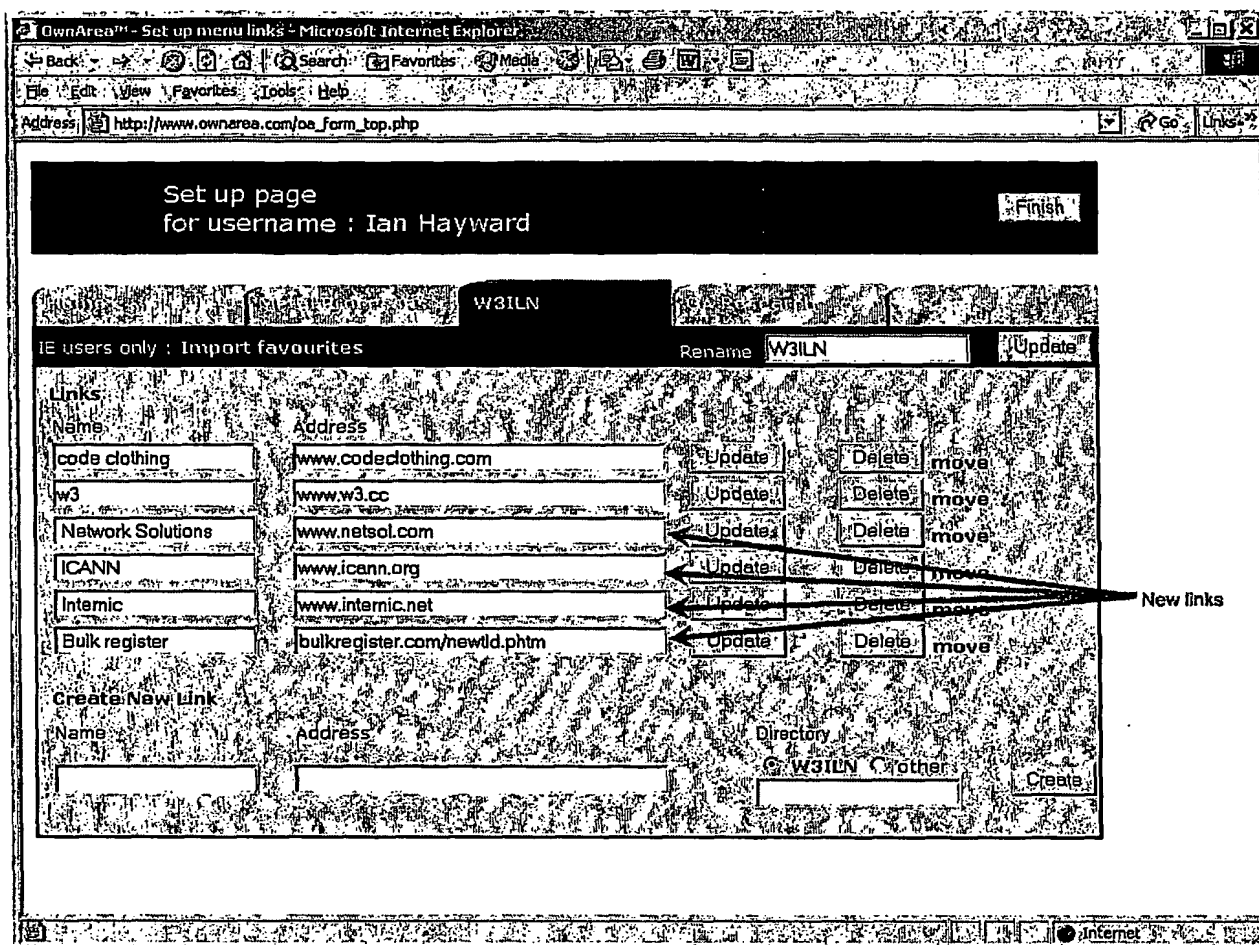 OwnArea™ - Set up menu links - Microsoft Internet Explorer
Back Search Favorites Media
File Edit View Favorites Tools Help
Address http://www.ownarea.com/oa_form_top.php Go Links
Set up page
for username : Ian Hayward
Finish
W3ILN
IE users only : Import favourites Rename W3ILN Update
Links
Name Address
code clothing www.codeclothing.com Update Delete move
w3 www.w3.cc Update Delete move
Network Solutions www.netsol.com Update Delete move
ICANN www.icann.org Update Delete move
Internic www.internic.net Update Delete move
New links
Bulk register bulkregister.com/newtld.phtm Update Delete move
Create New Link
Name Address Directory
W3ILN other
Create
Internet